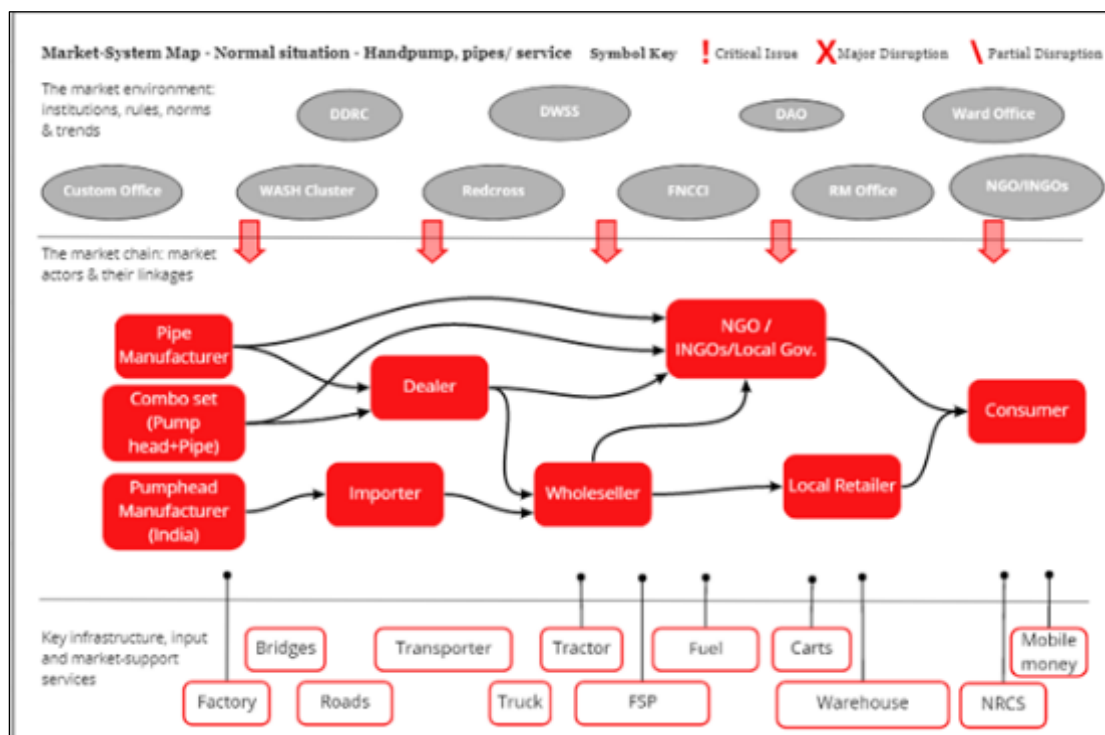 Market-System Map - Normal situation - Handpump, pipes/ service Symbol Key ! Critical Issue X Major Disruption \ Partial Disruption
The market environment:
institutions, rules, norms
& trends
DDRC
DWSS
DAO
Ward Office
Custom Office
WASH Cluster
Redcross
FNCCI
RM Office
NGO/INGOs
The market chain: market
actors & their linkages
Pipe
Manufacturer
NGO /
INGOs/Local Gov.
Dealer
Combo set
(Pump
head+Pipe)
Consumer
Pumphead
Manufacturer
(India)
Importer
Wholeseller
Local Retailer
Key infrastructure, input
and market-support
services
Bridges
Transporter
Tractor
Fuel
Carts
Mobile
money
Factory
Roads
Truck
FSP
Warehouse
NRCS